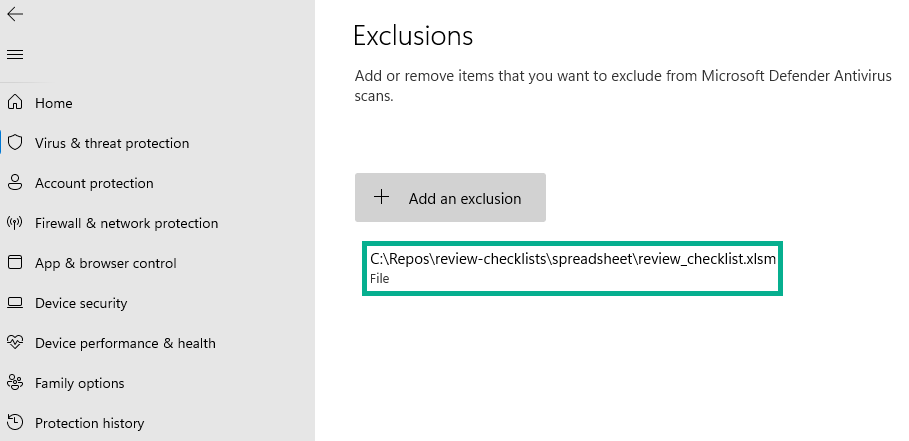 Home
Virus & threat protection
Account protection
Firewall & network protection
App & browser control
Device security
Device performance & health
Family options
Protection history
Exclusions
Add or remove items that you want to exclude from Microsoft Defender Antivirus
scans.
Add an exclusion
C:\Repos\review-checklists\spreadsheet\review_checklist.xlsm
File